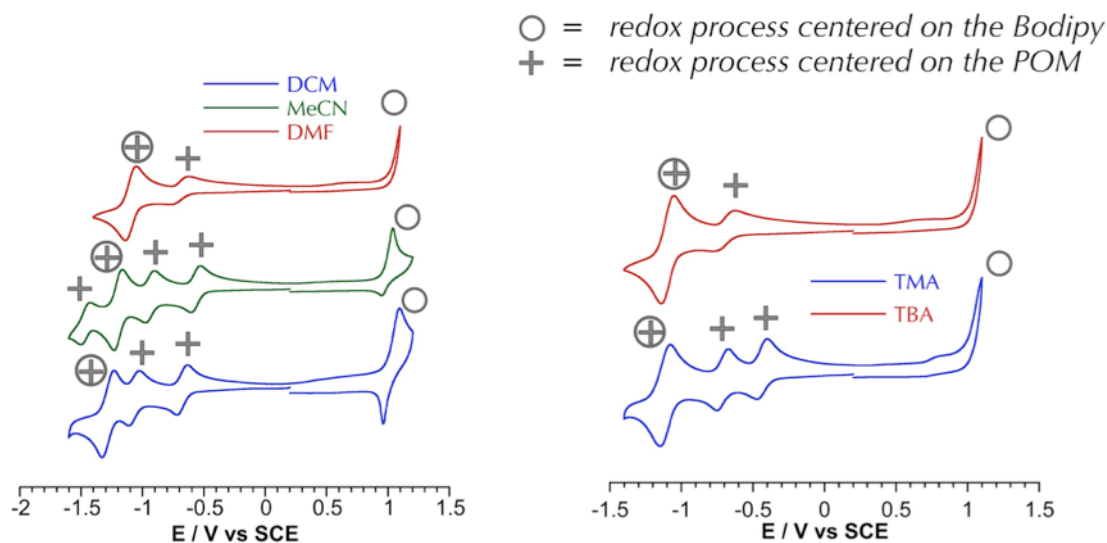 = redox process centered on the Bodipy
= redox process centered on the POM
DCM
MeCN
DMF
-2 -1.5 -1 -0.5 0 0.5 1 1.5
E / V vs SCE
TMA
TBA
-1.5 -1 -0.5 0 0.5 1 1.5
E / V vs SCE